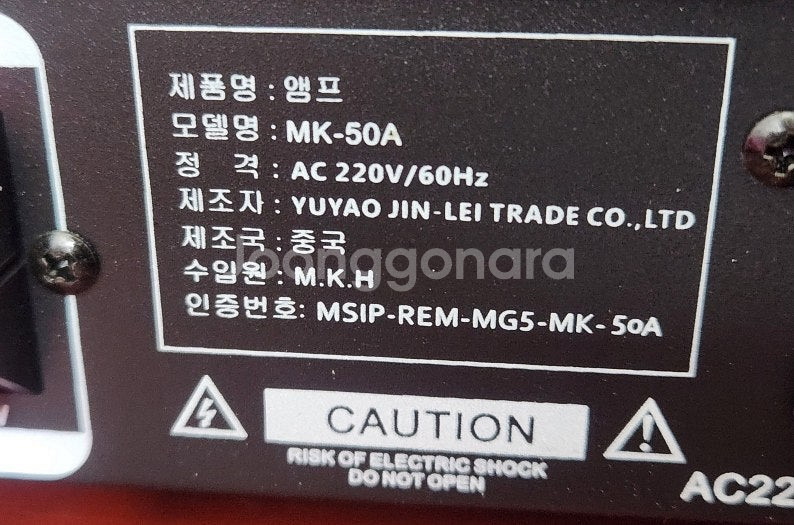 제품명 : 앰프
모델명 : MK-50A
정 격 : AC 220V/60Hz
제조자 : YUYAO JIN-LEI TRADE CO.,LTD
제조국 : 중국
joonggonara
수입원 : M.K.H
인증번호: MSIP-REM-MG5-MK-50A
CAUTION
RISK OF ELECTRIC SHOCK
DO NOT OPEN
AC22